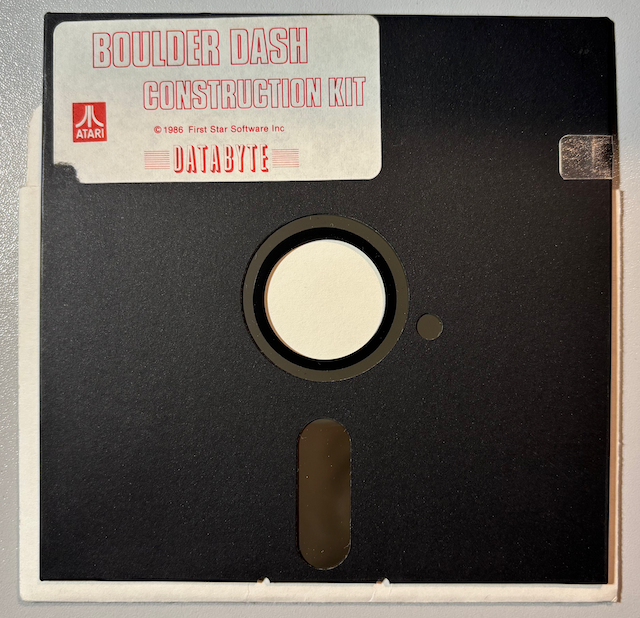 BOULDER DASH
CONSTRUCTION KIT
ATARI
© 1986 First Star Software Inc
DATABYTE